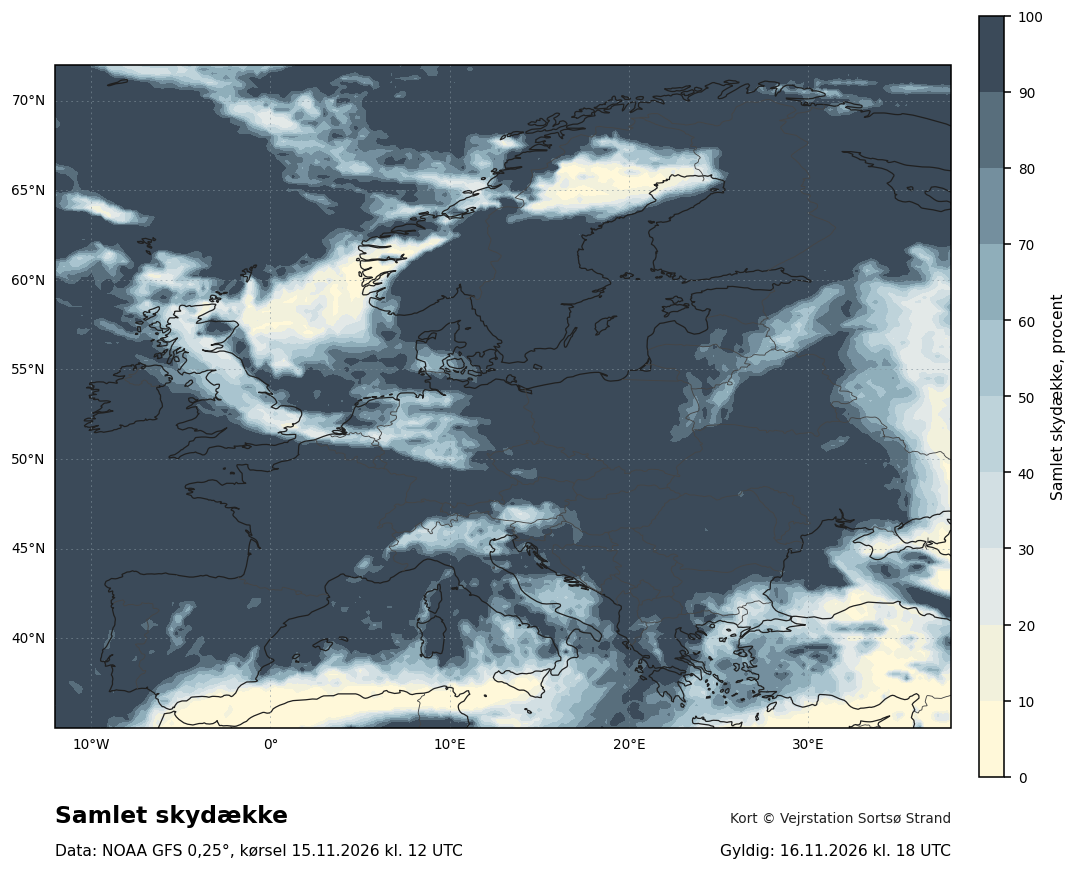 70°N
65°N
60°N
55°N
50°N
45°N
40°N
10°W
0°
10°E
20°E
30°E
100
90
80
70
60
50
40
30
20
10
0
Samlet skydække, procent
Samlet skydække
Kort © Vejrstation Sortsø Strand
Data: NOAA GFS 0,25°, kørsel 15.11.2026 kl. 12 UTC
Gyldig: 16.11.2026 kl. 18 UTC